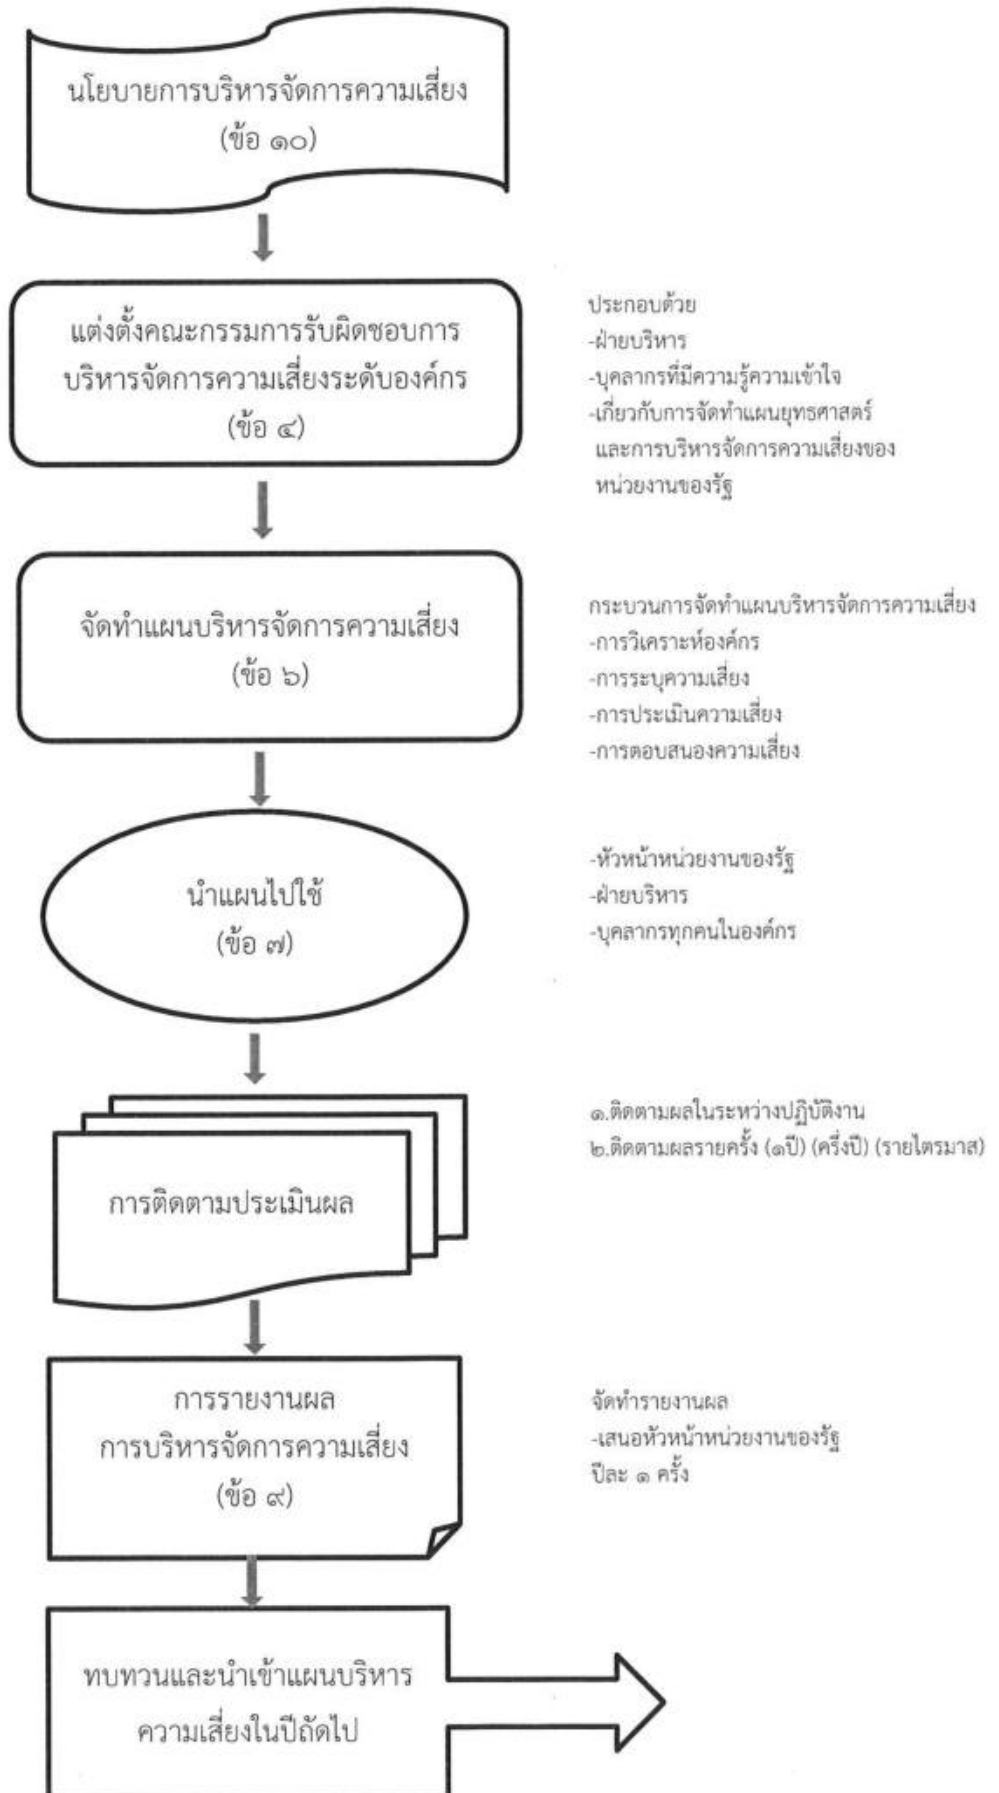 นโยบายการบริหารจัดการความเสี่ยง
(ข้อ ๑๐)
แต่งตั้งคณะกรรมการรับผิดชอบการ
บริหารจัดการความเสี่ยงระดับองค์กร
(ข้อ ๔)
ประกอบด้วย
-ฝ่ายบริหาร
-บุคลากรที่มีความรู้ความเข้าใจ
-เกี่ยวกับการจัดทำแผนยุทธศาสตร์
และการบริหารจัดการความเสี่ยงของ
หน่วยงานของรัฐ
จัดทำแผนบริหารจัดการความเสี่ยง
(ข้อ ๖)
กระบวนการจัดทำแผนบริหารจัดการความเสี่ยง
-การวิเคราะห์องค์กร
-การระบุความเสี่ยง
-การประเมินความเสี่ยง
-การตอบสนองความเสี่ยง
นำแผนไปใช้
(ข้อ ๗)
-หัวหน้าหน่วยงานของรัฐ
-ฝ่ายบริหาร
-บุคลากรทุกคนในองค์กร
การติดตามประเมินผล
๑.ติดตามผลในระหว่างปฏิบัติงาน
๒.ติดตามผลรายครั้ง (๑ปี) (ครึ่งปี) (รายไตรมาส)
การรายงานผล
การบริหารจัดการความเสี่ยง
(ข้อ ๙)
จัดทำรายงานผล
-เสนอหัวหน้าหน่วยงานของรัฐ
ปีละ ๑ ครั้ง
ทบทวนและนำเข้าแผนบริหาร
ความเสี่ยงในปีถัดไป